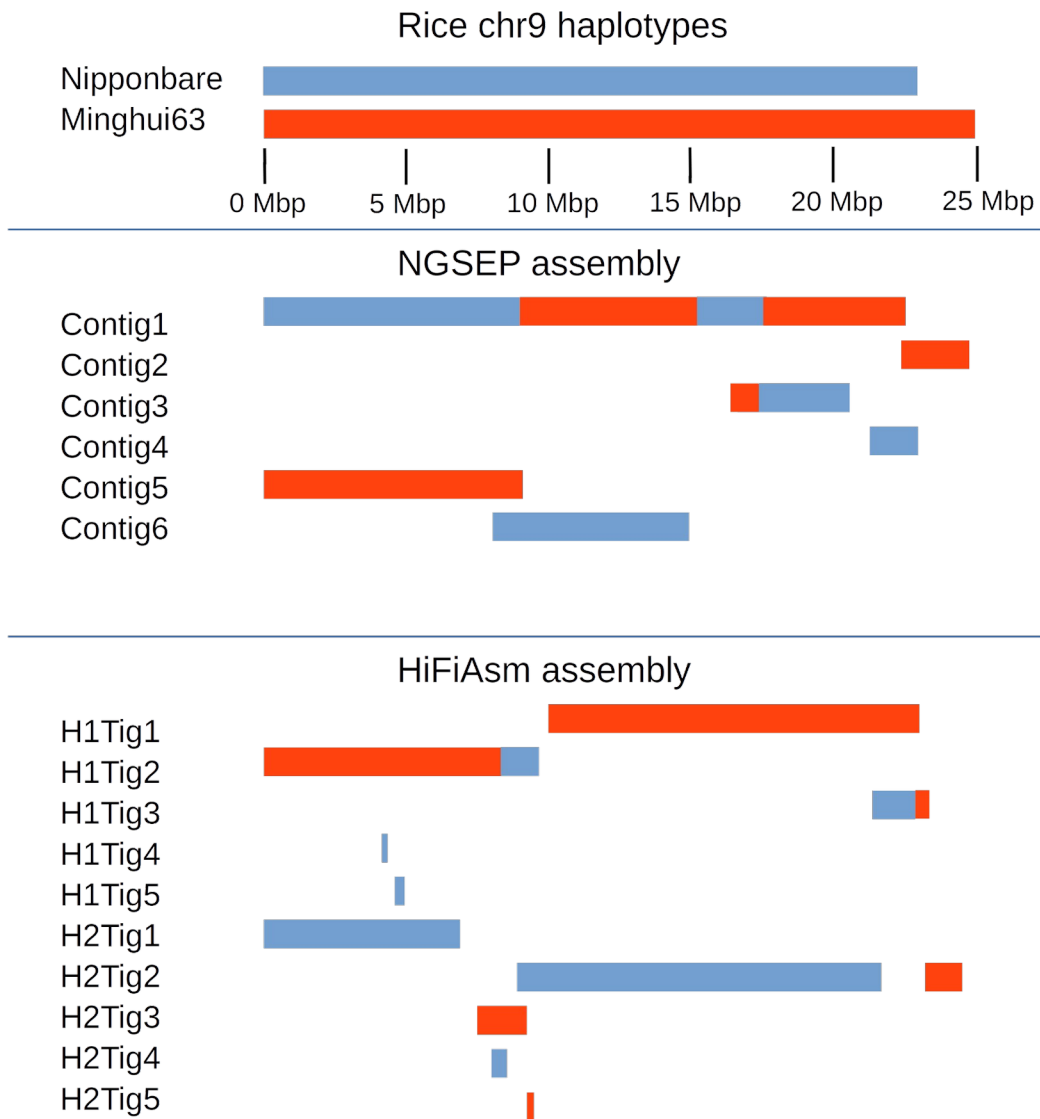 Rice chr9 haplotypes
Nipponbare
Minghui63
0 Mbp 5 Mbp 10 Mbp 15 Mbp 20 Mbp 25 Mbp
NGSEP assembly
Contig1
Contig2
Contig3
Contig4
Contig5
Contig6
HiFiAsm assembly
H1Tig1
H1Tig2
H1Tig3
H1Tig4
H1Tig5
H2Tig1
H2Tig2
H2Tig3
H2Tig4
H2Tig5